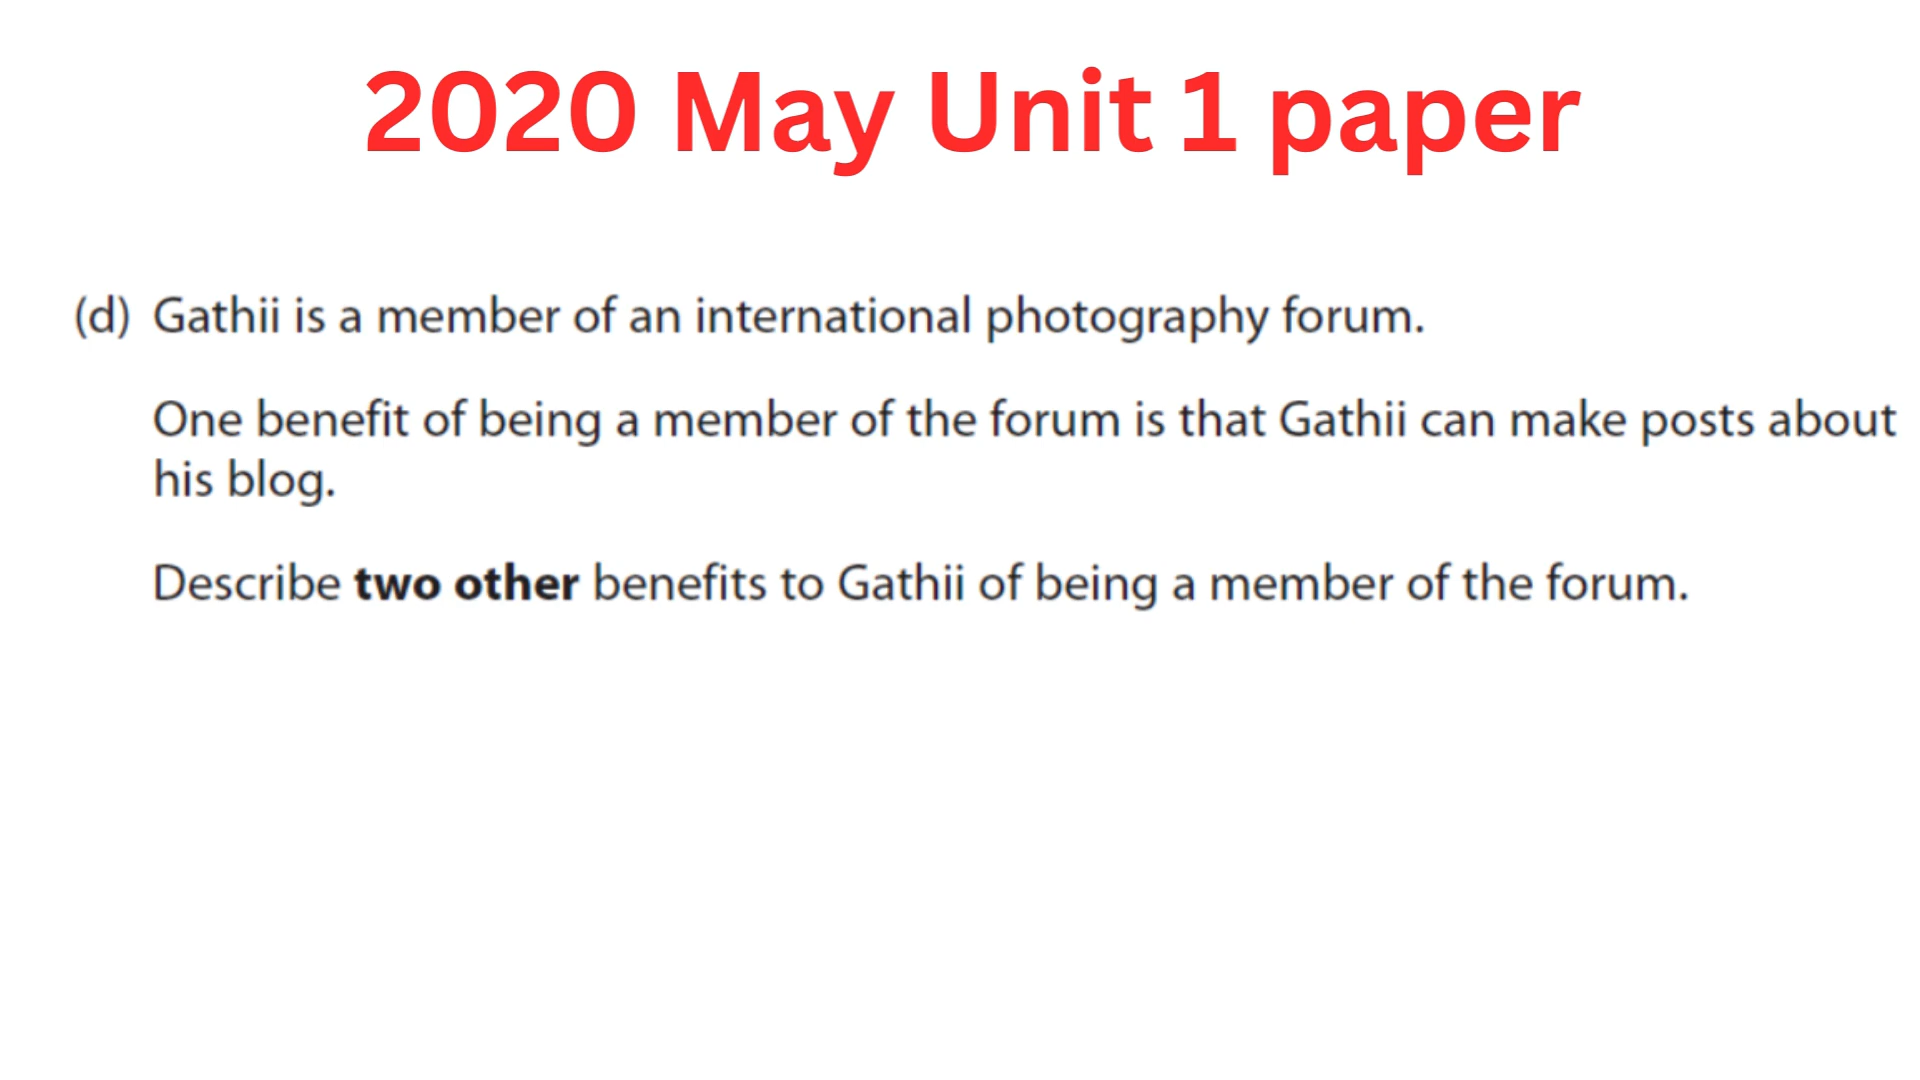 2020 May Unit 1 paper
(d) Gathii is a member of an international photography forum.
One benefit of being a member of the forum is that Gathii can make posts about
his blog.
Describe two other benefits to Gathii of being a member of the forum.